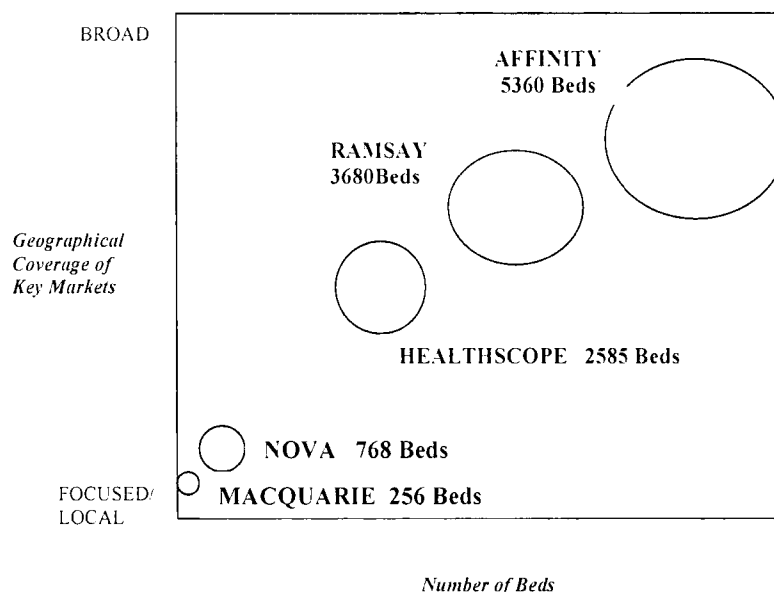 BROAD
AFFINITY
5360 Beds
RAMSAY
3680Beds
Geographical
Coverage of
Key Markets
HEALTHSCOPE 2585 Beds
NOVA 768 Beds
FOCUSED/
LOCAL
MACQUARIE 256 Beds
Number of Beds